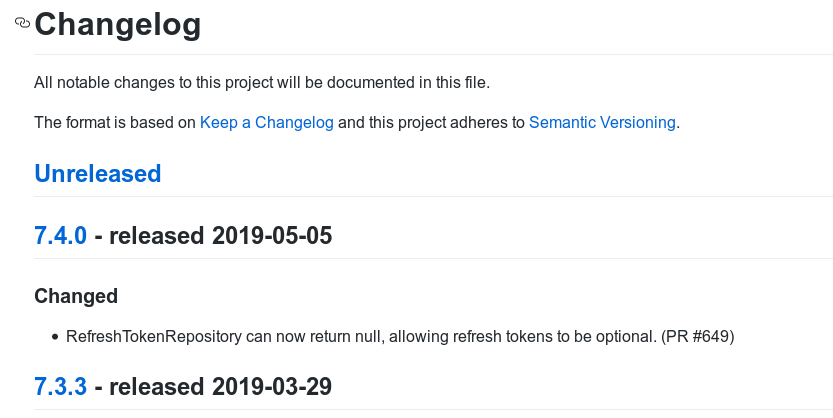 Changelog
All notable changes to this project will be documented in this file.
The format is based on Keep a Changelog and this project adheres to Semantic Versioning.
Unreleased
7.4.0 - released 2019-05-05
Changed
• RefreshTokenRepository can now return null, allowing refresh tokens to be optional. (PR #649)
7.3.3 - released 2019-03-29